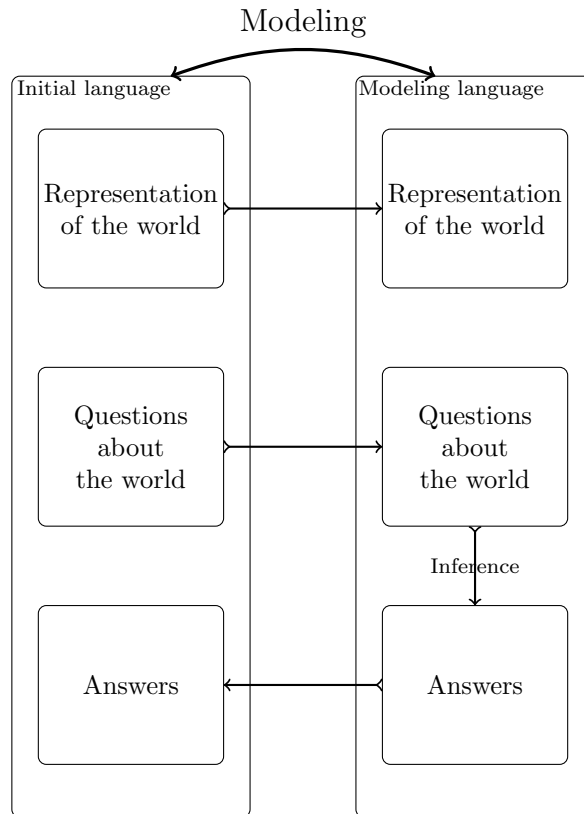 Modeling
Initial language
Modeling language
Representation
of the world
Representation
of the world
Questions
about
the world
Questions
about
the world
Inference
Answers
Answers